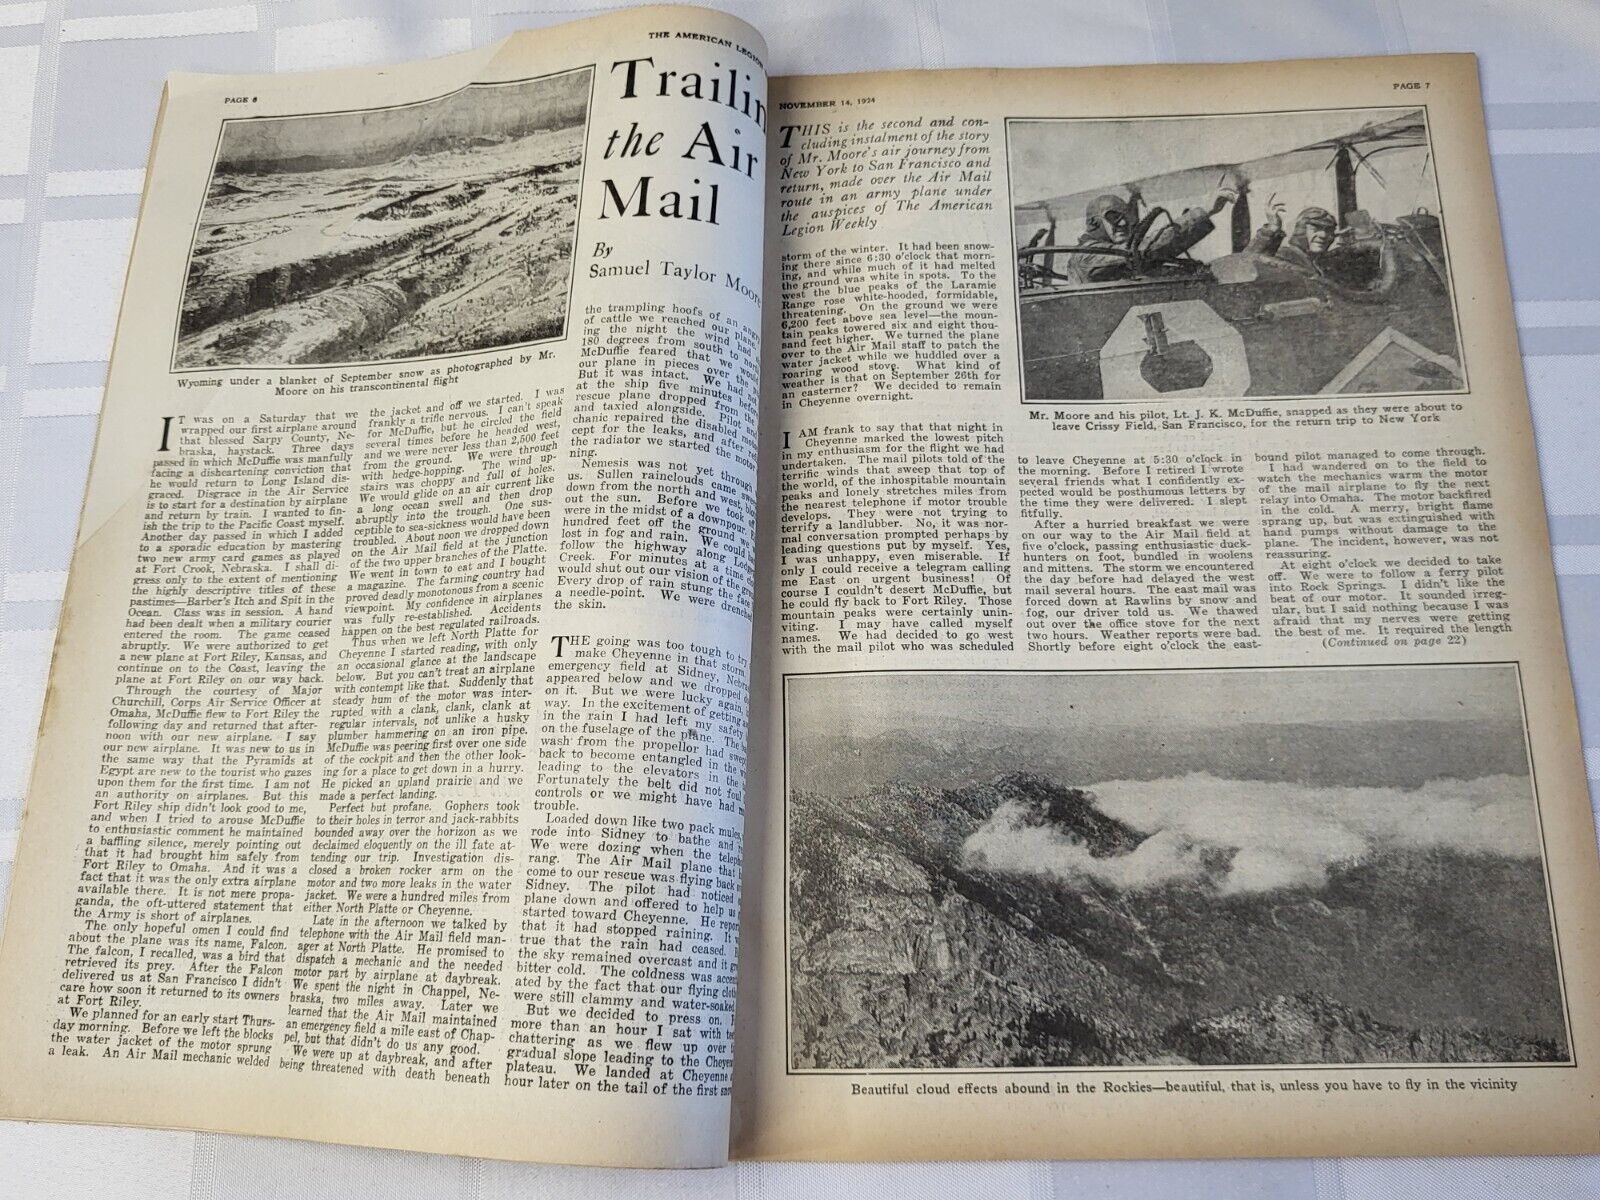 PAGE 6
THE AMERICAN LEGION
Trailin
the Air
Mail
By
Samuel Taylor Moore
Wyoming under a blanket of September snow as photographed by Mr.
Moore on his transcontinental flight
IT was on a Saturday that we
wrapped our first airplane around
that blessed Sarpy County, Ne-
braska, haystack. Three days
passed in which McDuffie was manfully
facing a disheartening conviction that
he would return to Long Island dis-
graced. Disgrace in the Air Service
is to start for a destination by airplane
and return by train. I wanted to fin-
ish the trip to the Pacific Coast myself.
Another day passed in which I added
to a sporadic education by mastering
two new army card games as played
at Fort Crook, Nebraska. I shall di-
gress only to the extent of mentioning
the highly descriptive titles of these
pastimes—Barber's Itch and Spit in the
Ocean. Class was in session. A hand
had been dealt when a military courier
entered the room. The game ceased
abruptly. We were authorized to get
a new plane at Fort Riley, Kansas, and
continue on to the Coast, leaving the
plane at Fort Riley on our way back.
Through the courtesy of Major
Churchill, Corps Air Service Officer at
Omaha, McDuffie flew to Fort Riley the
following day and returned that after-
noon with our new airplane. I say
our new airplane. It was new to us in
the same way that the Pyramids at
Egypt are new to the tourist who gazes
upon them for the first time. I am not
an authority on airplanes. But this
Fort Riley ship didn't look good to me,
and when I tried to arouse McDuffie
to enthusiastic comment he maintained
a baffling silence, merely pointing out
that it had brought him safely from
Fort Riley to Omaha. And it was a
fact that it was the only extra airplane
available there. It is not mere propa-
ganda, the oft-uttered statement that
the Army is short of airplanes.
The only hopeful omen I could find
about the plane was its name, Falcon.
The falcon, I recalled, was a bird that
retrieved its prey. After the Falcon
delivered us at San Francisco I didn't
care how soon it returned to its owners
at Fort Riley.
We planned for an early start Thurs-
day morning. Before we left the blocks
the water jacket of the motor sprung
a leak. An Air Mail mechanic welded
the jacket and off we started. I was
frankly a trifle nervous. I can't speak
for McDuffie, but he circled the field
several times before he headed west,
and we were never less than 2,500 feet
from the ground. We were through
with hedge-hopping. The wind up-
stairs was choppy and full of holes.
We would glide on an air current like
a long ocean swell and then drop
abruptly into the trough. One sus-
ceptible to sea-sickness would have been
troubled. About noon we dropped down
on the Air Mail field at the junction
of the two upper branches of the Platte.
We went in town to eat and I bought
a magazine. The farming country had
proved deadly monotonous from a scenic
viewpoint. My confidence in airplanes
was fully re-established. Accidents
happen on the best regulated railroads.
Thus when we left North Platte for
Cheyenne I started reading, with only
an occasional glance at the landscape
below. But you can't treat an airplane
with contempt like that. Suddenly that
steady hum of the motor was inter-
rupted with a clank, clank, clank at
regular intervals, not unlike a husky
plumber hammering on an iron pipe.
McDuffie was peering first over one side
of the cockpit and then the other look-
ing for a place to get down in a hurry.
He picked an upland prairie and we
made a perfect landing.
Perfect but profane. Gophers took
to their holes in terror and jack-rabbits
bounded away over the horizon as we
declaimed eloquently on the ill fate at-
tending our trip. Investigation dis-
closed a broken rocker arm on the
motor and two more leaks in the water
jacket. We were a hundred miles from
either North Platte or Cheyenne.
Late in the afternoon we talked by
telephone with the Air Mail field man-
ager at North Platte. He promised to
dispatch a mechanic and the needed
motor part by airplane at daybreak.
We spent the night in Chappel, Ne-
braska, two miles away. Later we
learned that the Air Mail maintained
an emergency field a mile east of Chap-
pel, but that didn't do us any good.
We were up at daybreak, and after
being threatened with death beneath
the trampling hoofs of an angry
of cattle we reached our plane.
ing the night the wind had
180 degrees from south to north
McDuffie feared that we would
our plane in pieces over the
But it was intact. We had not
at the ship five minutes before
rescue plane dropped from the
and taxied alongside. Pilot and
chanic repaired the disabled motor
cept for the leaks, and after
the radiator we started the motor
ning.
Nemesis was not yet through
us. Sullen rainclouds came
down from the north and west,
out the sun. Before we took off
were in the midst of a downpour.
hundred feet off the ground we
lost in fog and rain. We could
follow the highway along Lodge
Creek. For minutes at a time
would shut out our vision of the ground
Every drop of rain stung the face
a needle-point. We were drenched
the skin.
THE going was too tough to try
make Cheyenne in that storm.
emergency field at Sidney, Nebraska
appeared below and we dropped
on it. But we were lucky again,
way. In the excitement of getting
in the rain I had left my safety
on the fuselage of the plane. The
wash from the propellor had swept
back to become entangled in the
leading to the elevators in the
Fortunately the belt did not foul
controls or we might have had
trouble.
Loaded down like two pack mules,
rode into Sidney to bathe and
We were dozing when the telephone
rang. The Air Mail plane that
come to our rescue was flying back
Sidney. The pilot had noticed
plane down and offered to help us
started toward Cheyenne. He
that it had stopped raining. It
true that the rain had ceased.
the sky remained overcast and it
bitter cold. The coldness was
ated by the fact that our flying
were still clammy and water-soaked
But we decided to press on.
more than an hour I sat with
chattering as we flew up over
gradual slope leading to the Cheyenne
plateau. We landed at Cheyenne
hour later on the tail of the first
NOVEMBER 14, 1924
PAGE 7
THIS is the second and con-
cluding instalment of the story
of Mr. Moore's air journey from
New York to San Francisco and
return, made over the Air Mail
route in an army plane under
the auspices of The American
Legion Weekly
storm of the winter. It had been snow-
ing there since 6:30 o'clock that morn-
ing, and while much of it had melted
the ground was white in spots. To the
west the blue peaks of the Laramie
Range rose white-hooded, formidable,
threatening. On the ground we were
6,200 feet above sea level—the moun-
tain peaks towered six and eight thou-
sand feet higher. We turned the plane
over to the Air Mail staff to patch the
water jacket while we huddled over a
roaring wood stove. What kind of
weather is that on September 26th for
an easterner? We decided to remain
in Cheyenne overnight.
I AM frank to say that that night in
Cheyenne marked the lowest pitch
in my enthusiasm for the flight we had
undertaken. The mail pilots told of the
terrific winds that sweep that top of
the world, of the inhospitable mountain
peaks and lonely stretches miles from
the nearest telephone if motor trouble
develops. They were not trying to
terrify a landlubber. No, it was nor-
mal conversation prompted perhaps by
leading questions put by myself. Yes,
I was unhappy, even miserable. If
only I could receive a telegram calling
me East on urgent business! Of
course I couldn't desert McDuffie, but
he could fly back to Fort Riley. Those
mountain peaks were certainly unin-
viting. I may have called myself
names. We had decided to go west
with the mail pilot who was scheduled
Mr. Moore and his pilot, Lt. J. K. McDuffie, snapped as they were about to
leave Crissy Field, San Francisco, for the return trip to New York
to leave Cheyenne at 5:30 o'clock in
the morning. Before I retired I wrote
several friends what I confidently ex-
pected would be posthumous letters by
the time they were delivered. I slept
fitfully.
After a hurried breakfast we were
on our way to the Air Mail field at
five o'clock, passing enthusiastic duck-
hunters on foot, bundled in woolens
and mittens. The storm we encountered
the day before had delayed the west
mail several hours. The east mail was
forced down at Rawlins by snow and
fog, our driver told us. We thawed
out over the office stove for the next
two hours. Weather reports were bad.
Shortly before eight o'clock the east-
bound pilot managed to come through.
I had wandered on to the field to
watch the mechanics warm the motor
of the mail airplane to fly the next
relay into Omaha. The motor backfired
in the cold. A merry, bright flame
sprang up, but was extinguished with
hand pumps without damage to the
plane. The incident, however, was not
reassuring.
At eight o'clock we decided to take
off. We were to follow a ferry pilot
into Rock Springs. I didn't like the
beat of our motor. It sounded irreg-
ular, but I said nothing because I was
afraid that my nerves were getting
the best of me. It required the length
(Continued on page 22)
Beautiful cloud effects abound in the Rockies—beautiful, that is, unless you have to fly in the vicinity